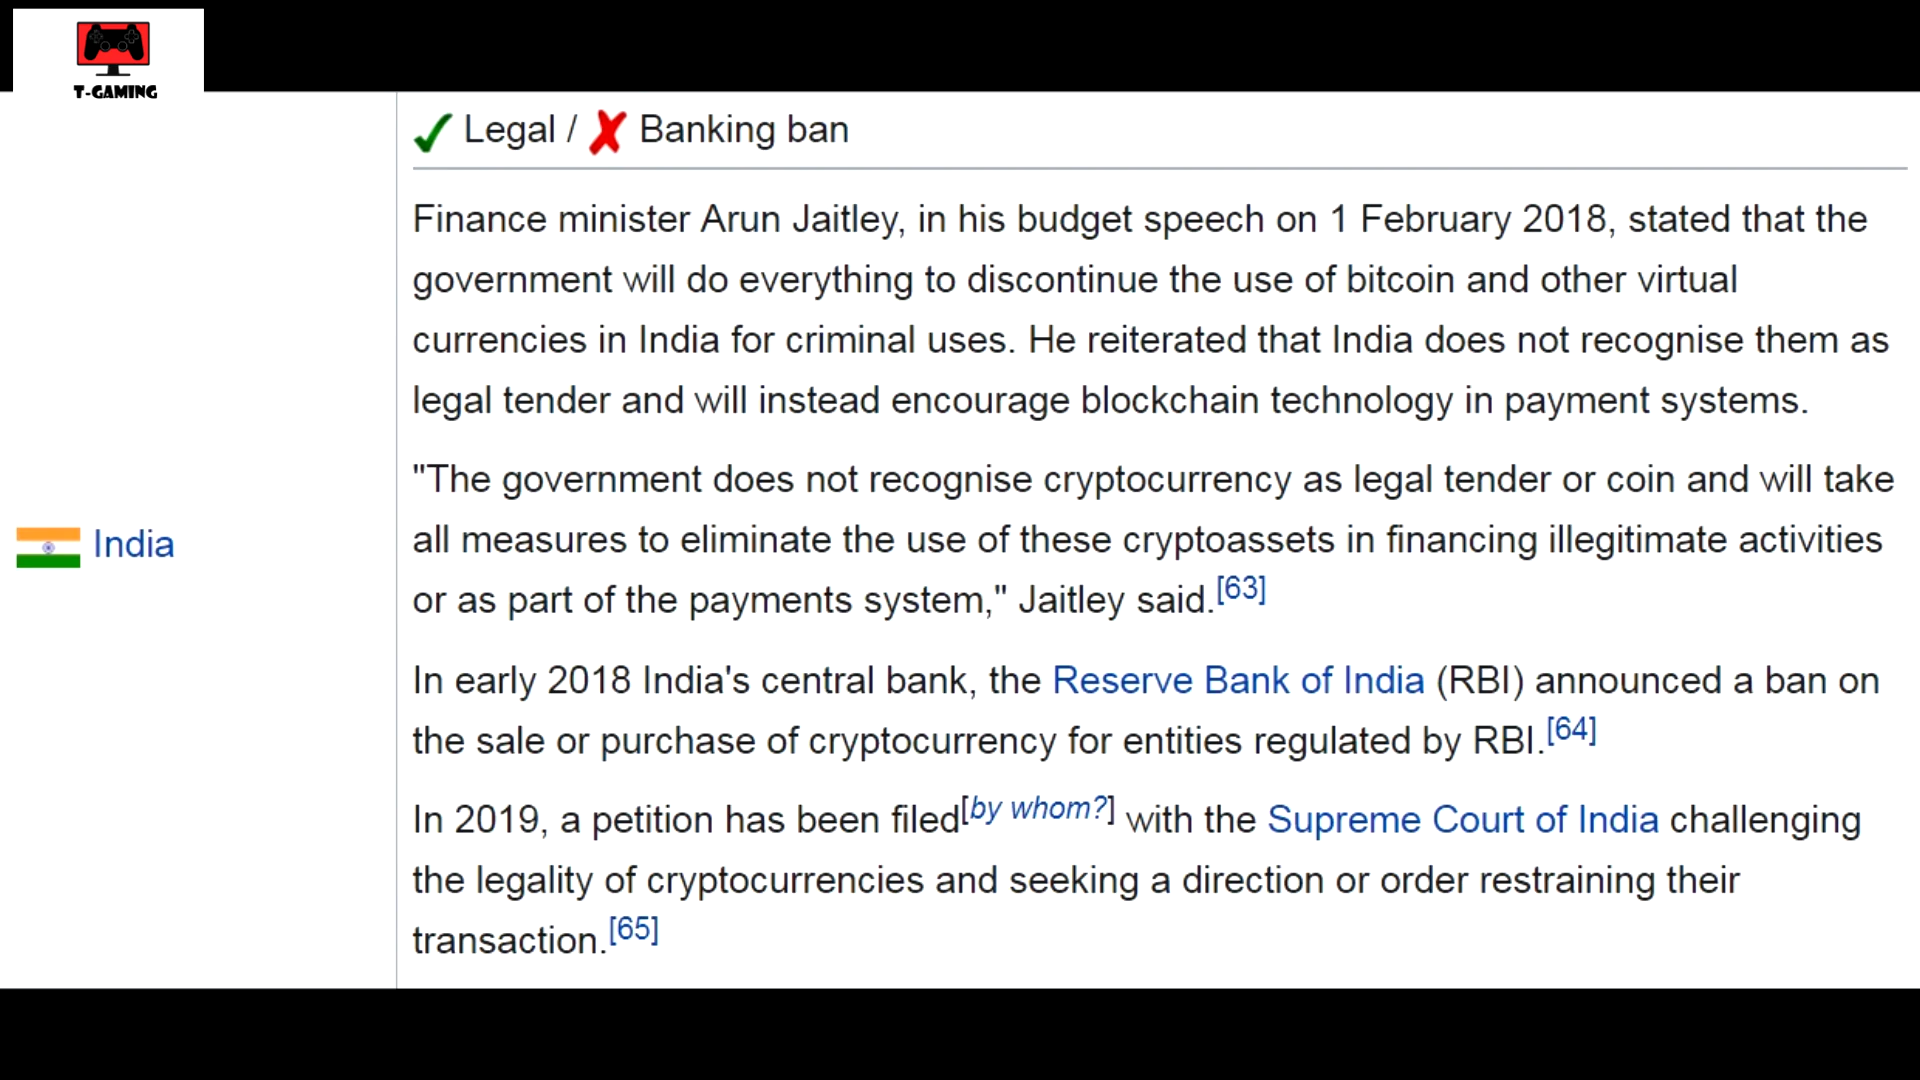 T-GAMING
Legal / Banking ban
Finance minister Arun Jaitley, in his budget speech on 1 February 2018, stated that the
government will do everything to discontinue the use of bitcoin and other virtual
currencies in India for criminal uses. He reiterated that India does not recognise them as
legal tender and will instead encourage blockchain technology in payment systems.
"The government does not recognise cryptocurrency as legal tender or coin and will take
all measures to eliminate the use of these cryptoassets in financing illegitimate activities
or as part of the payments system," Jaitley said.[63]
India
In early 2018 India's central bank, the Reserve Bank of India (RBI) announced a ban on
the sale or purchase of cryptocurrency for entities regulated by RBI.[64]
In 2019, a petition has been filed[by whom?] with the Supreme Court of India challenging
the legality of cryptocurrencies and seeking a direction or order restraining their
transaction.[65]